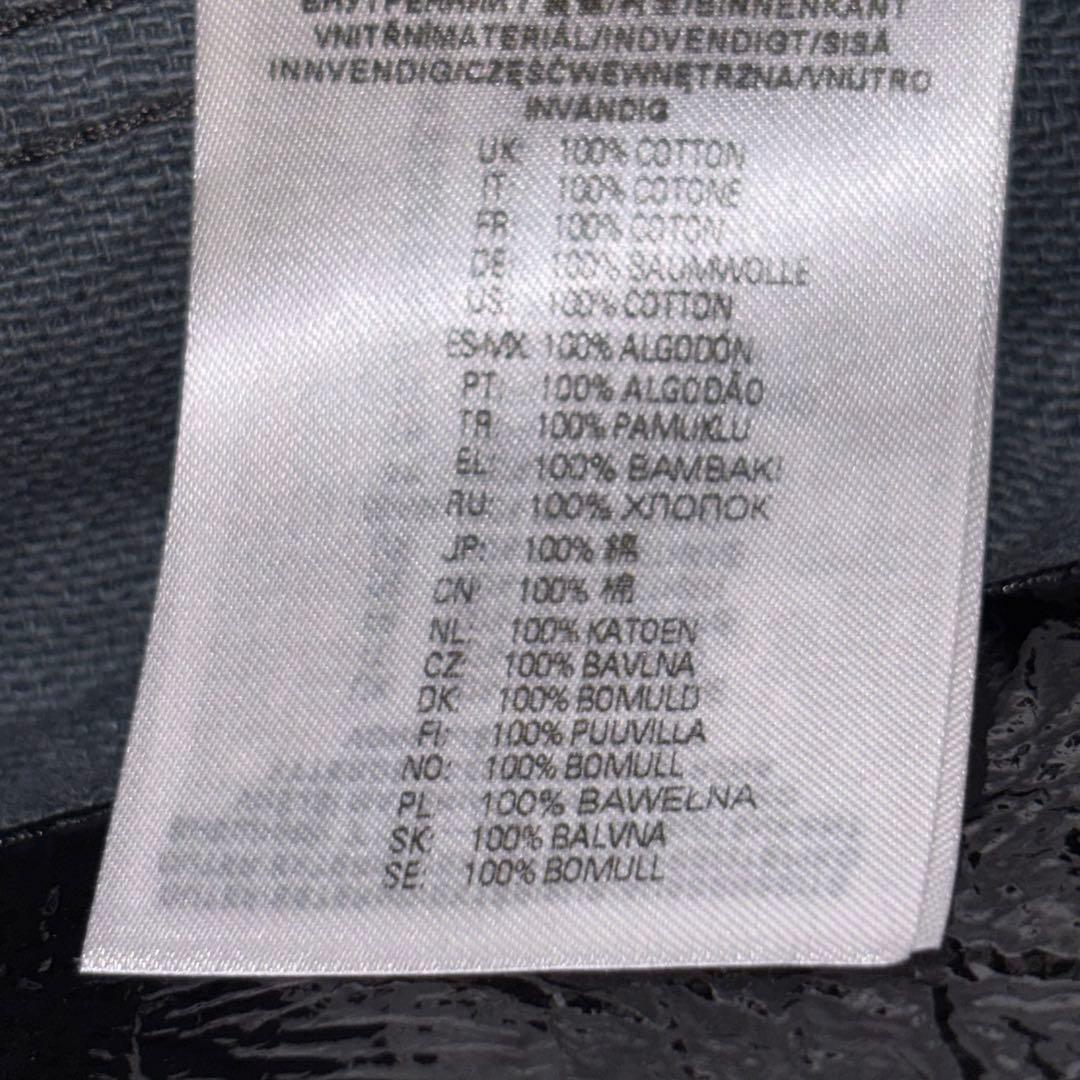 VNITŘNÍMATERIÁL/INDVENDIGT/SISÄ
INNVENDIG/CZĘŚĆWEWNĘTRZNA/VNÚTRO
INVÄNDIG
UK: 100% COTTON
IT: 100% COTONE
FR: 100% COTON
DE: 100% BAUMWOLLE
US: 100% COTTON
ES-MX: 100% ALGODÓN
PT: 100% ALGODÃO
TR: 100% PAMUKLU
EL: 100% BAMBAKI
RU: 100% ХЛОПОК
JP: 100% 綿
CN: 100% 棉
NL: 100% KATOEN
CZ: 100% BAVLNA
DK: 100% BOMULD
FI: 100% PUUVILLA
NO: 100% BOMULL
PL: 100% BAWEŁNA
SK: 100% BALVNA
SE: 100% BOMULL